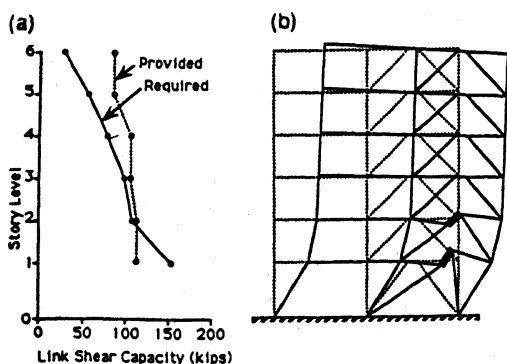 (a)
(b)
6
Provided
Required
5
4
3
2
1
0
Story Level
0 50 100 150 200
Link Shear Capacity (kips)